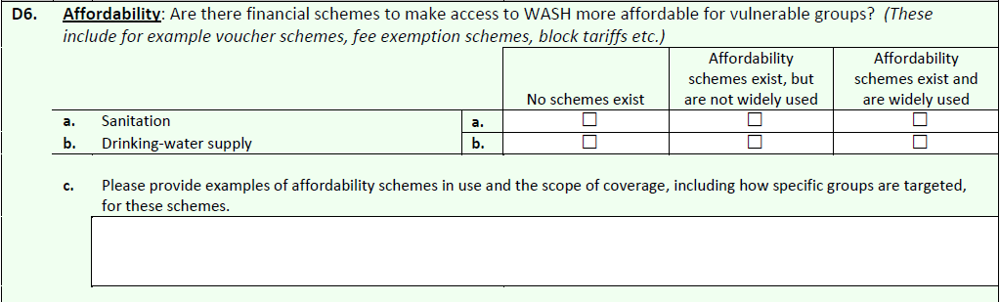 D6. Affordability: Are there financial schemes to make access to WASH more affordable for vulnerable groups? (These
include for example voucher schemes, fee exemption schemes, block tariffs etc.)
No schemes exist
Affordability
schemes exist, but
are not widely used
Affordability
schemes exist and
are widely used
a. Sanitation a. ☐ ☐ ☐
b. Drinking-water supply b. ☐ ☐ ☐
c. Please provide examples of affordability schemes in use and the scope of coverage, including how specific groups are targeted,
for these schemes.